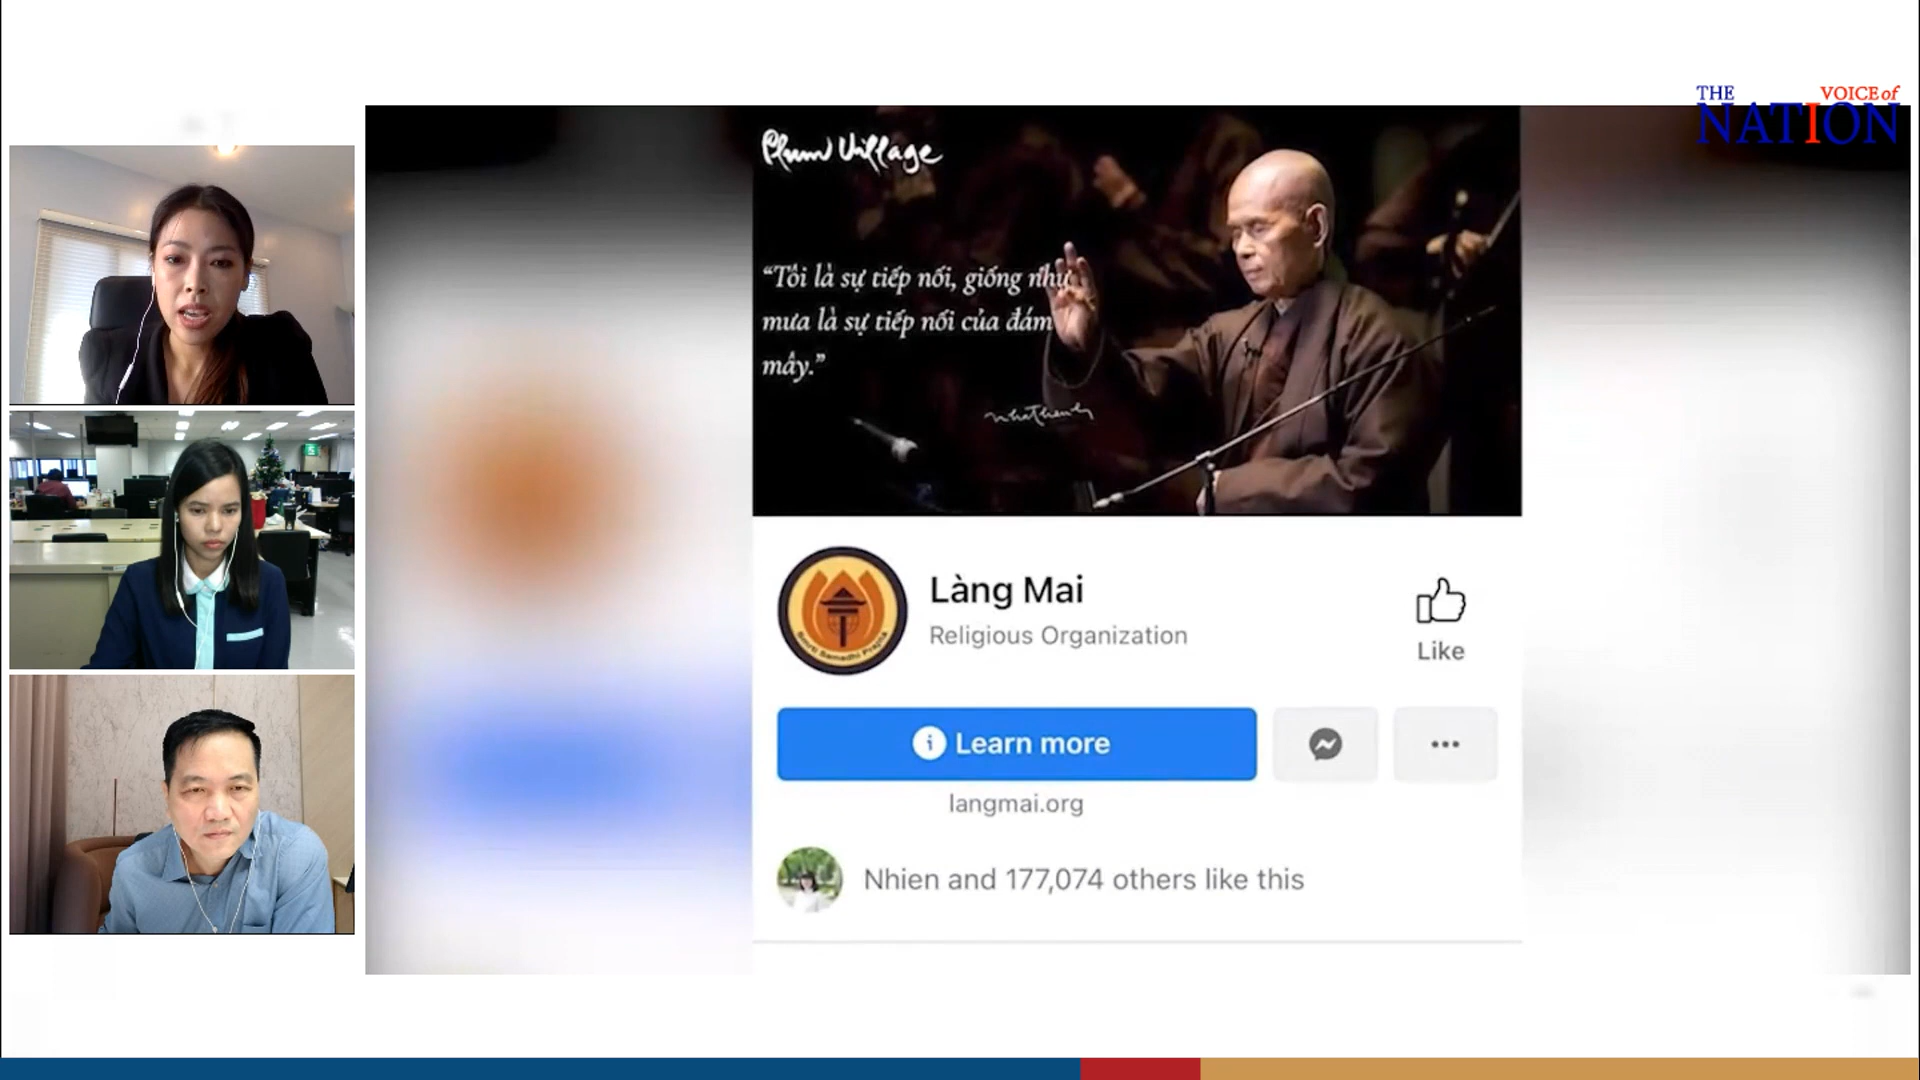 THE VOICE of
NATION
Plum Village
“Tôi là sự tiếp nối, giống như
mưa là sự tiếp nối của đám
mây.”
Làng Mai
Religious Organization
Like
Learn more
langmai.org
Nhien and 177,074 others like this